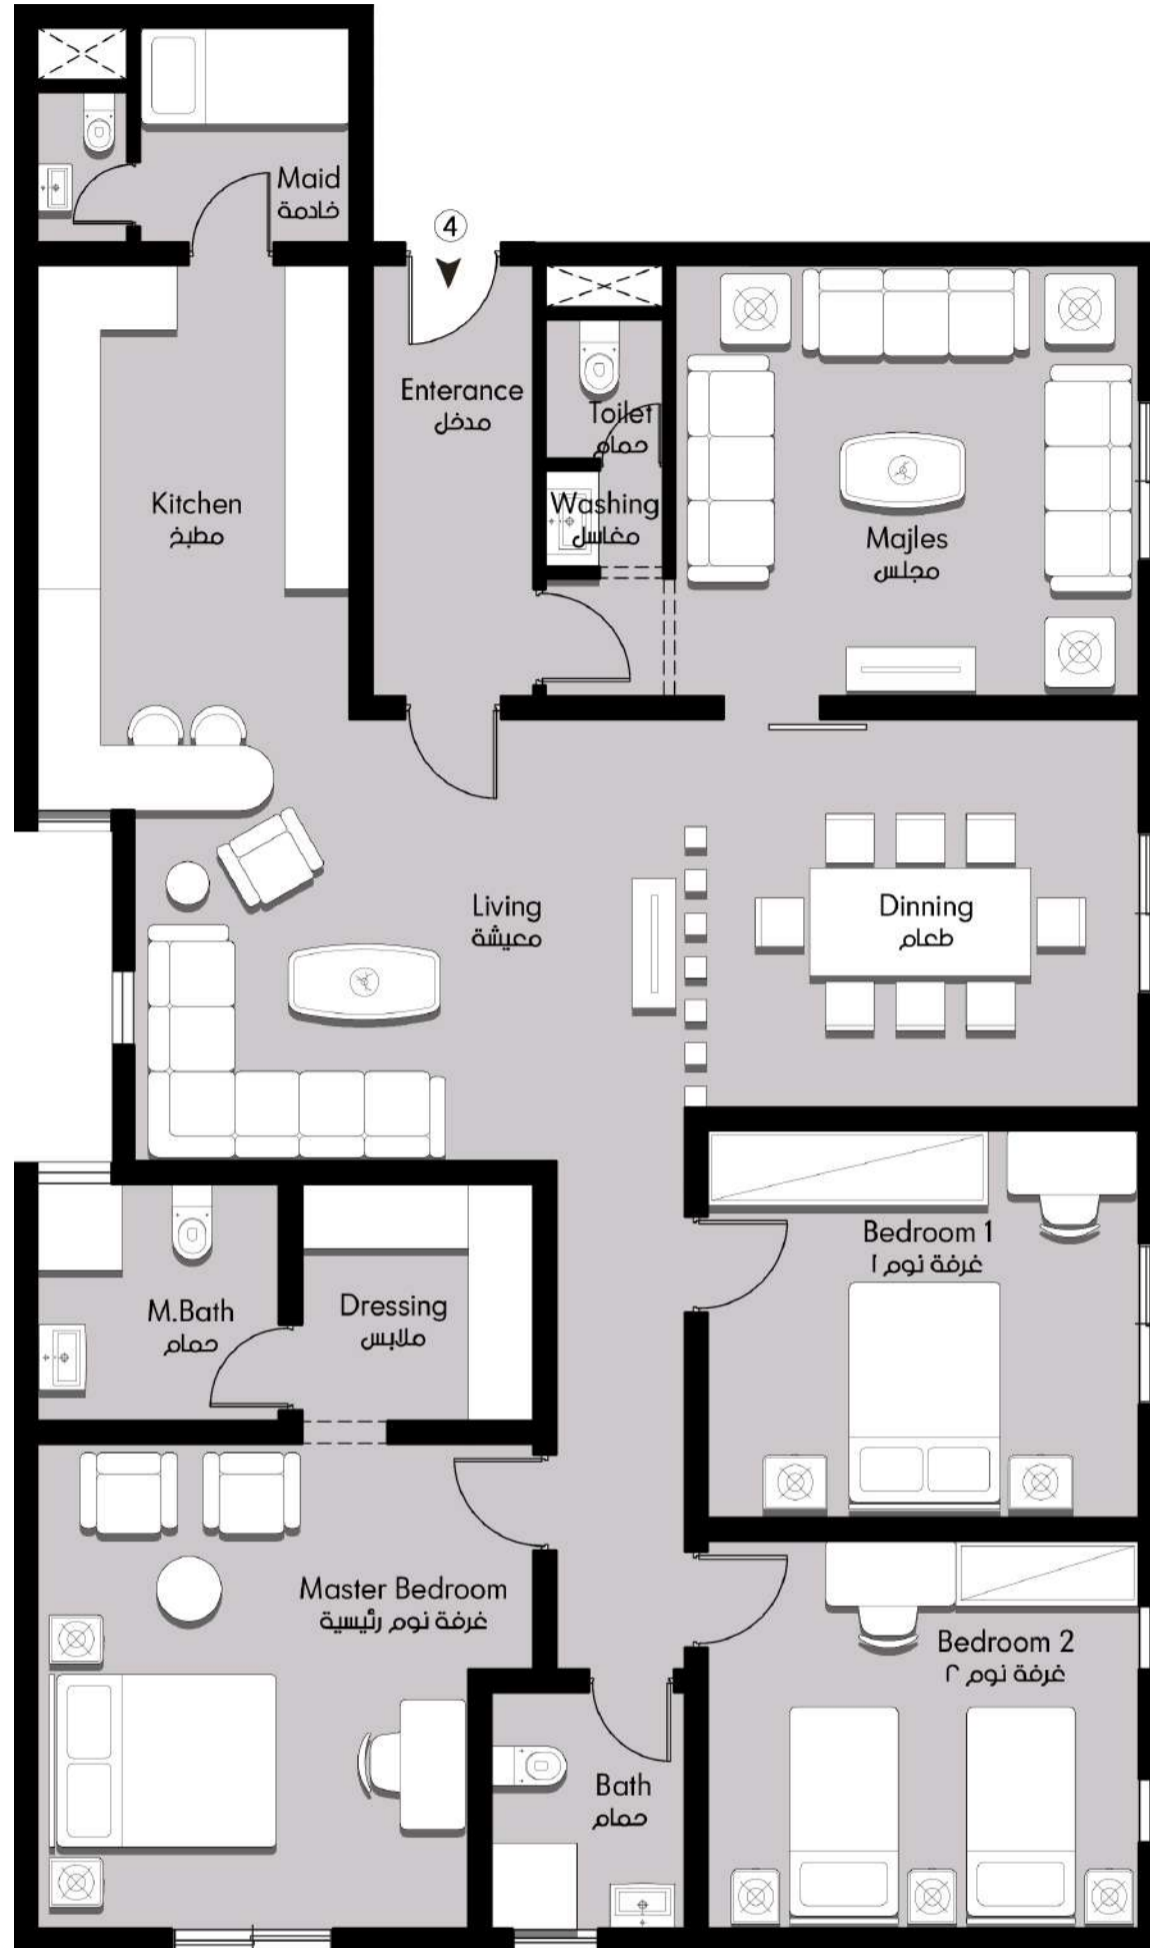 Maid
خادمة
4
Enterance
مدخل
Toilet
حمام
Kitchen
مطبخ
Washing
مغاسل
Majles
مجلس
Living
معيشة
Dinning
طعام
Bedroom 1
غرفة نوم ١
M.Bath
حمام
Dressing
ملابس
Master Bedroom
غرفة نوم رئيسية
Bedroom 2
غرفة نوم ٢
Bath
حمام